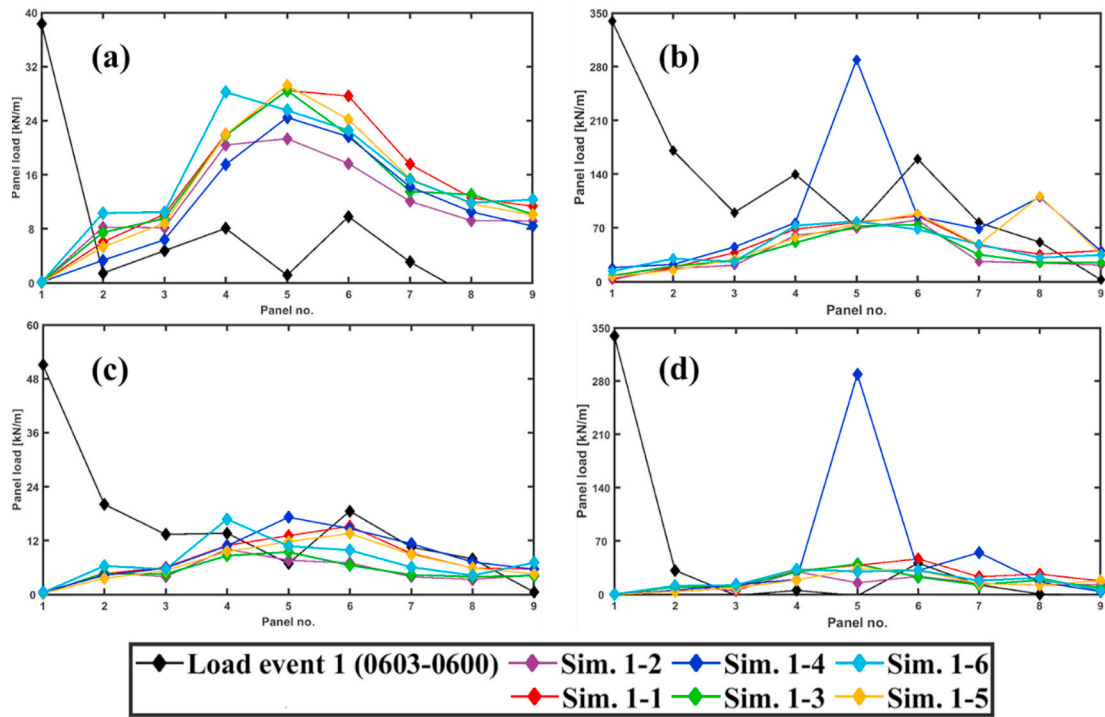 40
32
24
16
8
0
Panel load [kN/m]
(a)
1 2 3 4 5 6 7 8 9
Panel no.
350
280
210
140
70
0
Panel load [kN/m]
(b)
1 2 3 4 5 6 7 8 9
Panel no.
60
48
36
24
12
0
Panel load [kN/m]
(c)
1 2 3 4 5 6 7 8 9
Panel no.
350
280
210
140
70
0
Panel load [kN/m]
(d)
1 2 3 4 5 6 7 8 9
Panel no.
Load event 1 (0603-0600) Sim. 1-2 Sim. 1-4 Sim. 1-6
Sim. 1-1 Sim. 1-3 Sim. 1-5